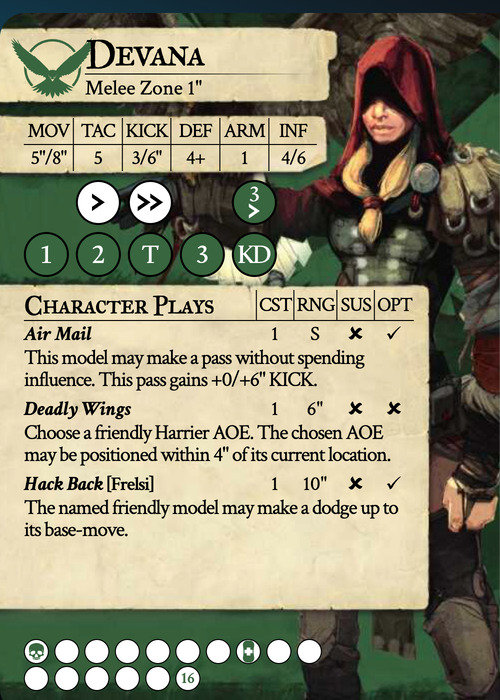 Devana
Melee Zone 1"
MOV TAC KICK DEF ARM INF
5"/8" 5 3/6" 4+ 1 4/6
> >> 3 >
1 2 T 3 KD
Character Plays CST RNG SUS OPT
Air Mail 1 S ✘ ✓
This model may make a pass without spending
influence. This pass gains +0/+6" KICK.
Deadly Wings 1 6" ✘ ✘
Choose a friendly Harrier AOE. The chosen AOE
may be positioned within 4" of its current location.
Hack Back [Frelsi] 1 10" ✘ ✓
The named friendly model may make a dodge up to
its base-move.
16